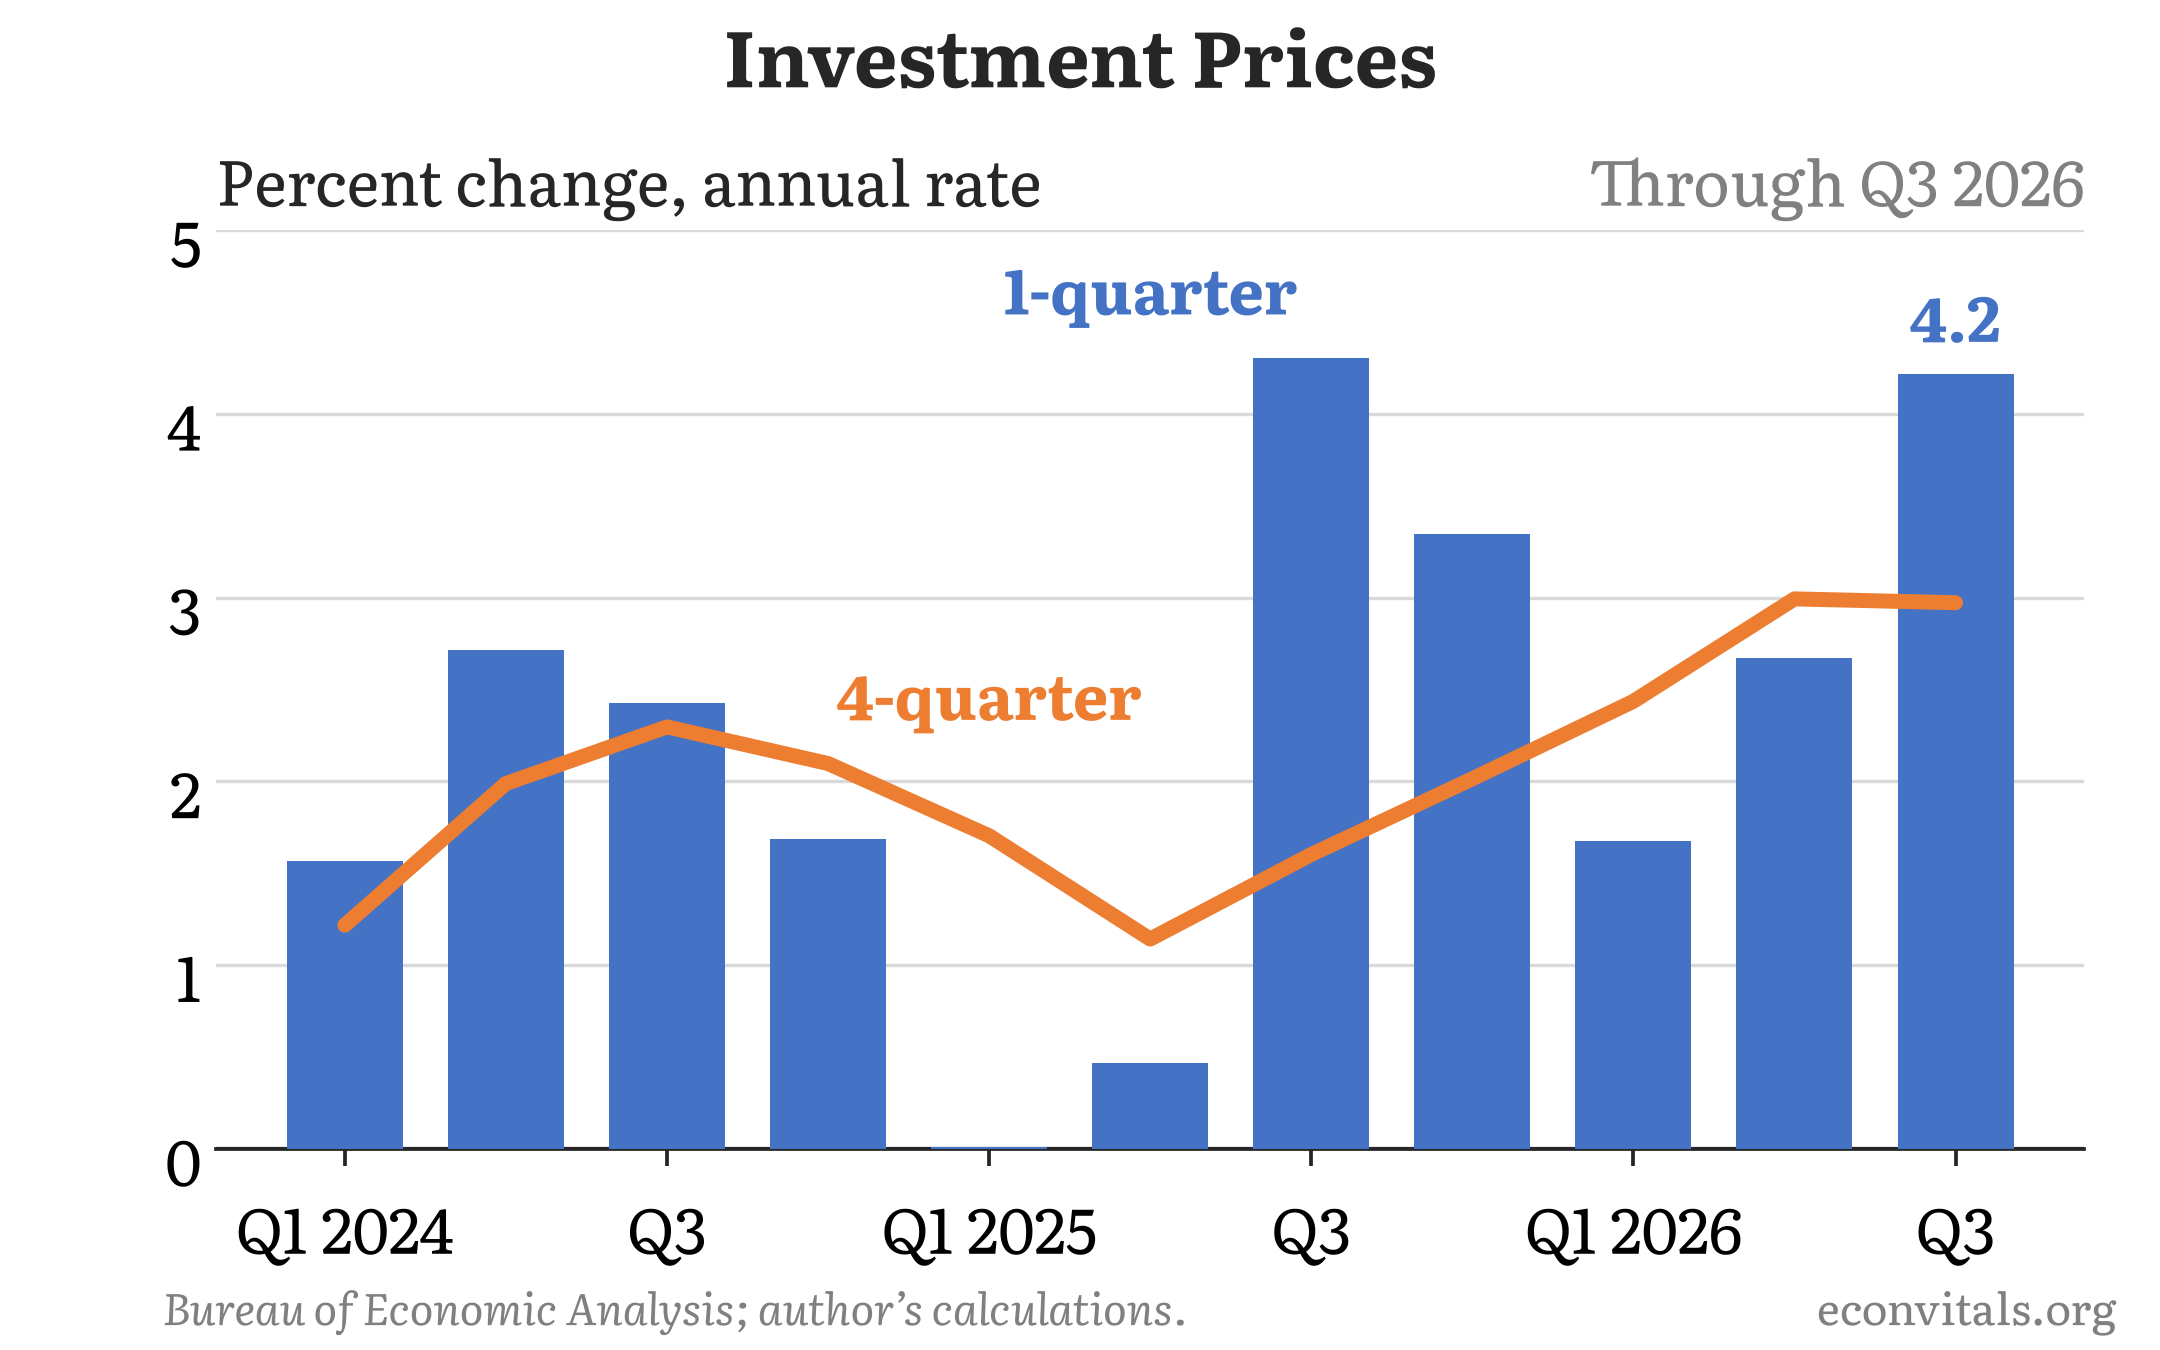 Investment Prices
Percent change, annual rate
Through Q3 2026
5
1-quarter
4.2
4
3
4-quarter
2
1
0
Q1 2024
Q3
Q1 2025
Q3
Q1 2026
Q3
Bureau of Economic Analysis; author’s calculations.
econvitals.org